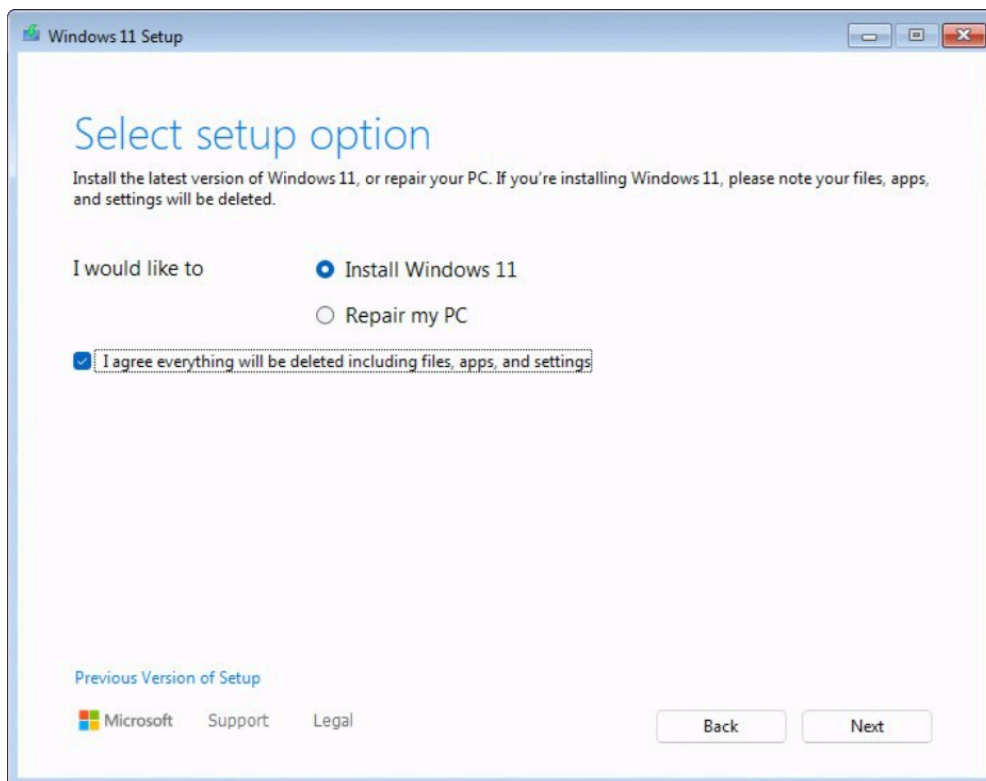 Windows 11 Setup
Select setup option
Install the latest version of Windows 11, or repair your PC. If you're installing Windows 11, please note your files, apps,
and settings will be deleted.
I would like to
Install Windows 11
Repair my PC
I agree everything will be deleted including files, apps, and settings
Previous Version of Setup
Microsoft Support Legal
Back Next